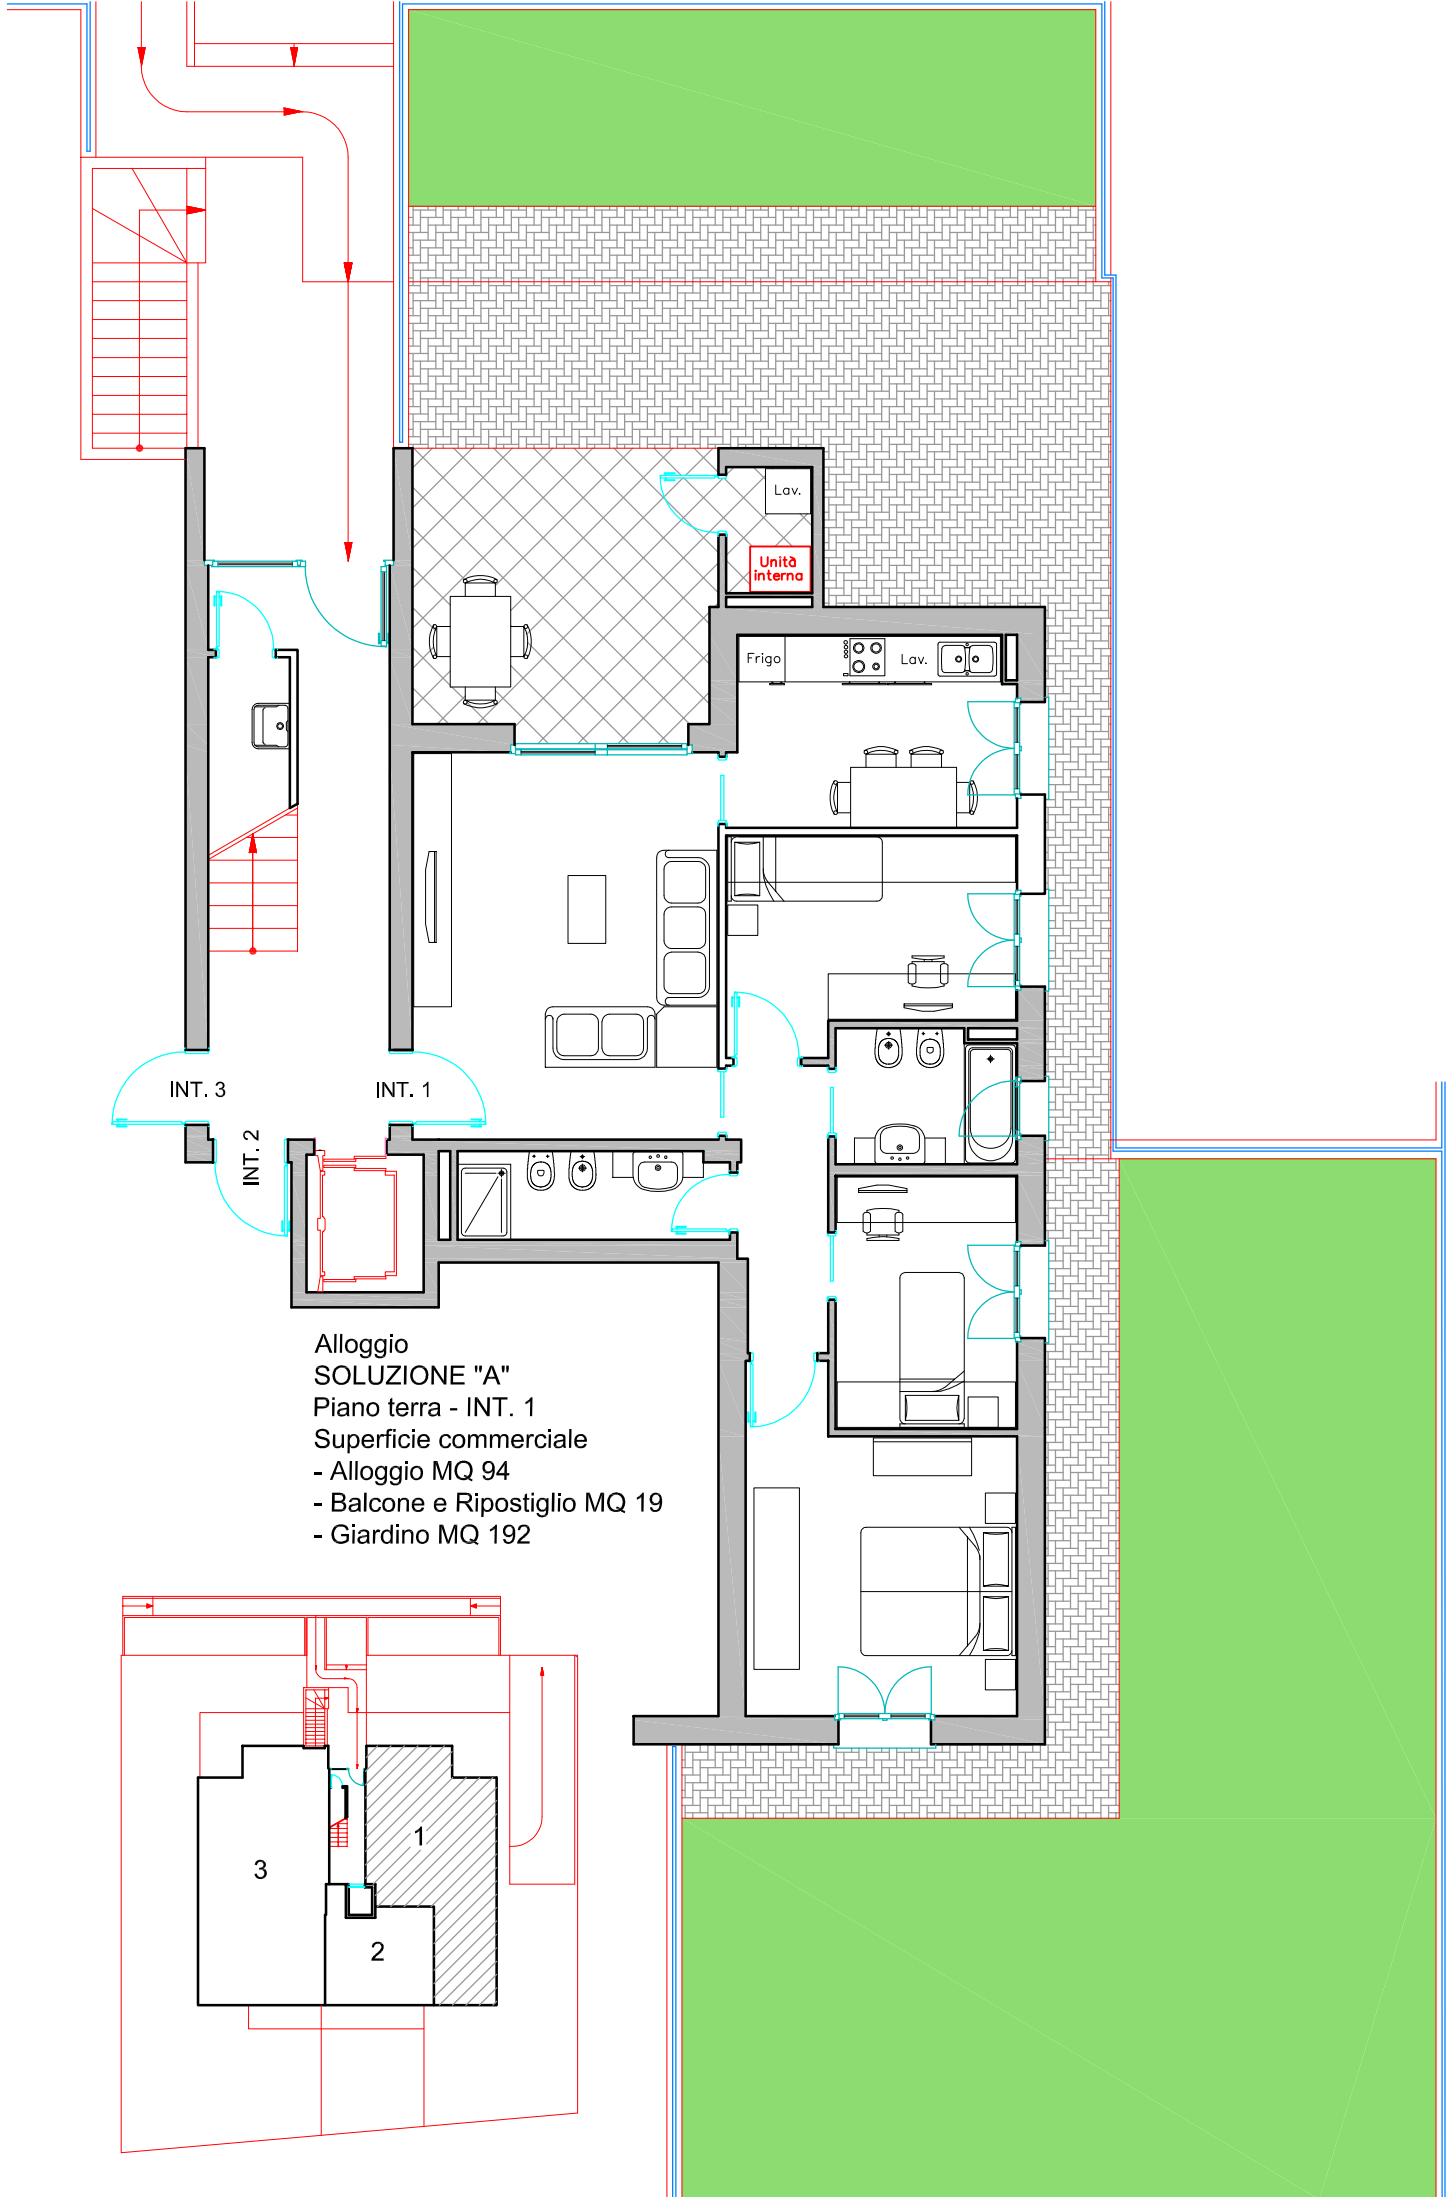 Lav.
Unità
interna
Frigo
Lav.
INT. 3
INT. 1
INT. 2
Alloggio
SOLUZIONE "A"
Piano terra - INT. 1
Superficie commerciale
- Alloggio MQ 94
- Balcone e Ripostiglio MQ 19
- Giardino MQ 192
1
3
2